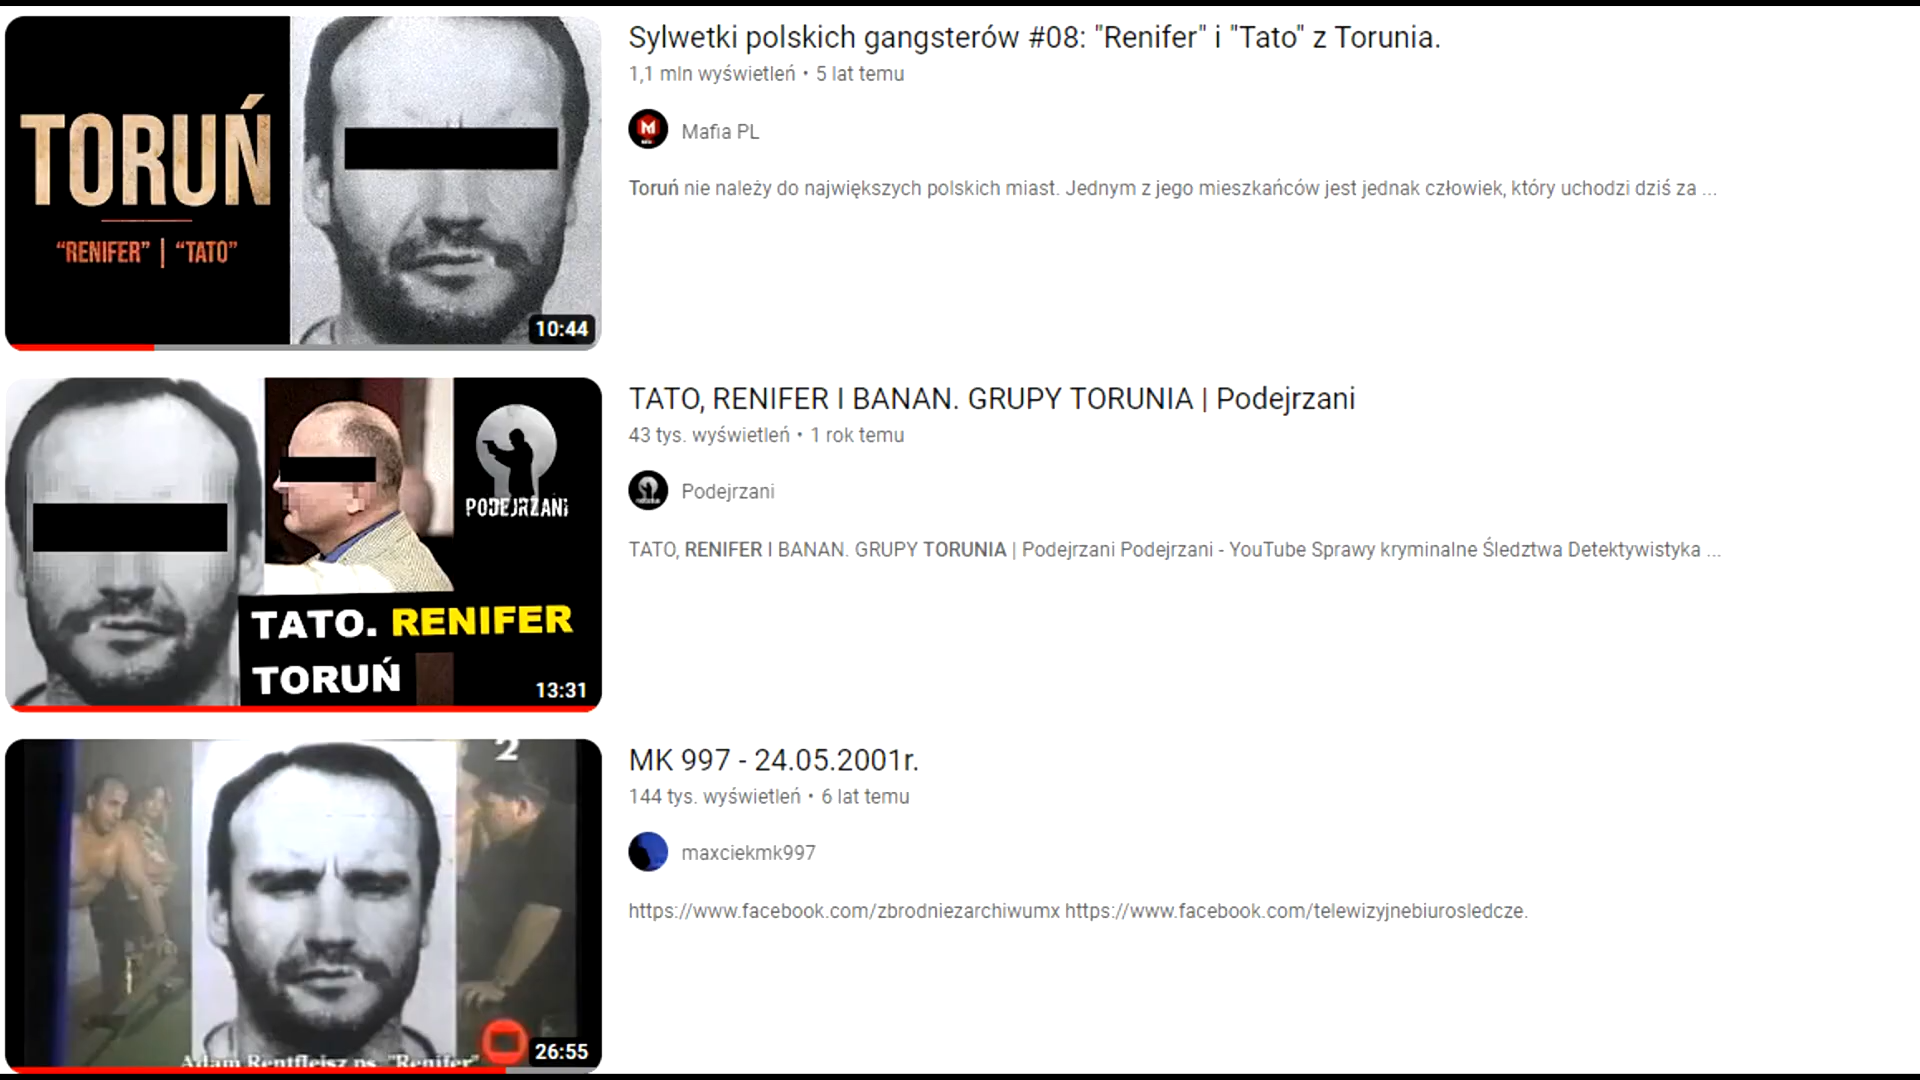 TORUŃ
"RENIFER" | "TATO"
10:44
Sylwetki polskich gangsterów #08: "Renifer" i "Tato" z Torunia.
1,1 mln wyświetleń • 5 lat temu
M
Mafia PL
Toruń nie należy do największych polskich miast. Jednym z jego mieszkańców jest jednak człowiek, który uchodzi dziś za ...
PODEJRZANI
TATO. RENIFER
TORUŃ
13:31
TATO, RENIFER I BANAN. GRUPY TORUNIA | Podejrzani
43 tys. wyświetleń • 1 rok temu
Podejrzani
TATO, RENIFER I BANAN. GRUPY TORUNIA | Podejrzani Podejrzani - YouTube Sprawy kryminalne Śledztwa Detektywistyka ...
2
Adam Rentfleisz ps. "Renifer"
26:55
MK 997 - 24.05.2001r.
144 tys. wyświetleń • 6 lat temu
maxciekmk997
https://www.facebook.com/zbrodniezarchiwumx https://www.facebook.com/telewizyjnebiurosledcze.